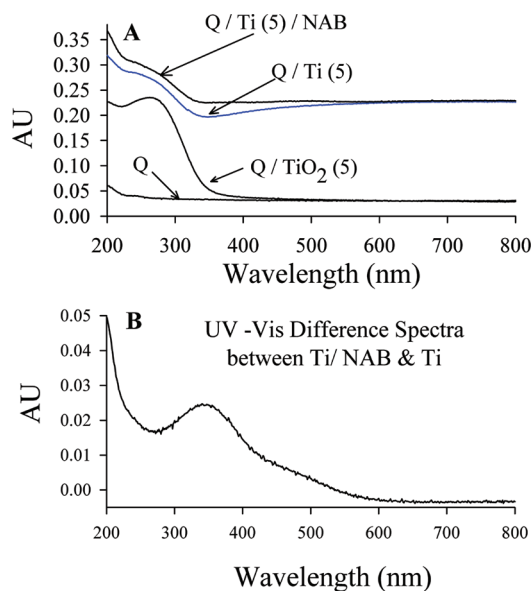 A
Q / Ti (5) / NAB
Q / Ti (5)
Q
Q / TiO2 (5)
AU
0.35
0.30
0.25
0.20
0.15
0.10
0.05
0.00
200 300 400 500 600 700 800
Wavelength (nm)
B
UV -Vis Difference Spectra
between Ti/ NAB & Ti
AU
0.05
0.04
0.03
0.02
0.01
0.00
200 300 400 500 600 700 800
Wavelength (nm)